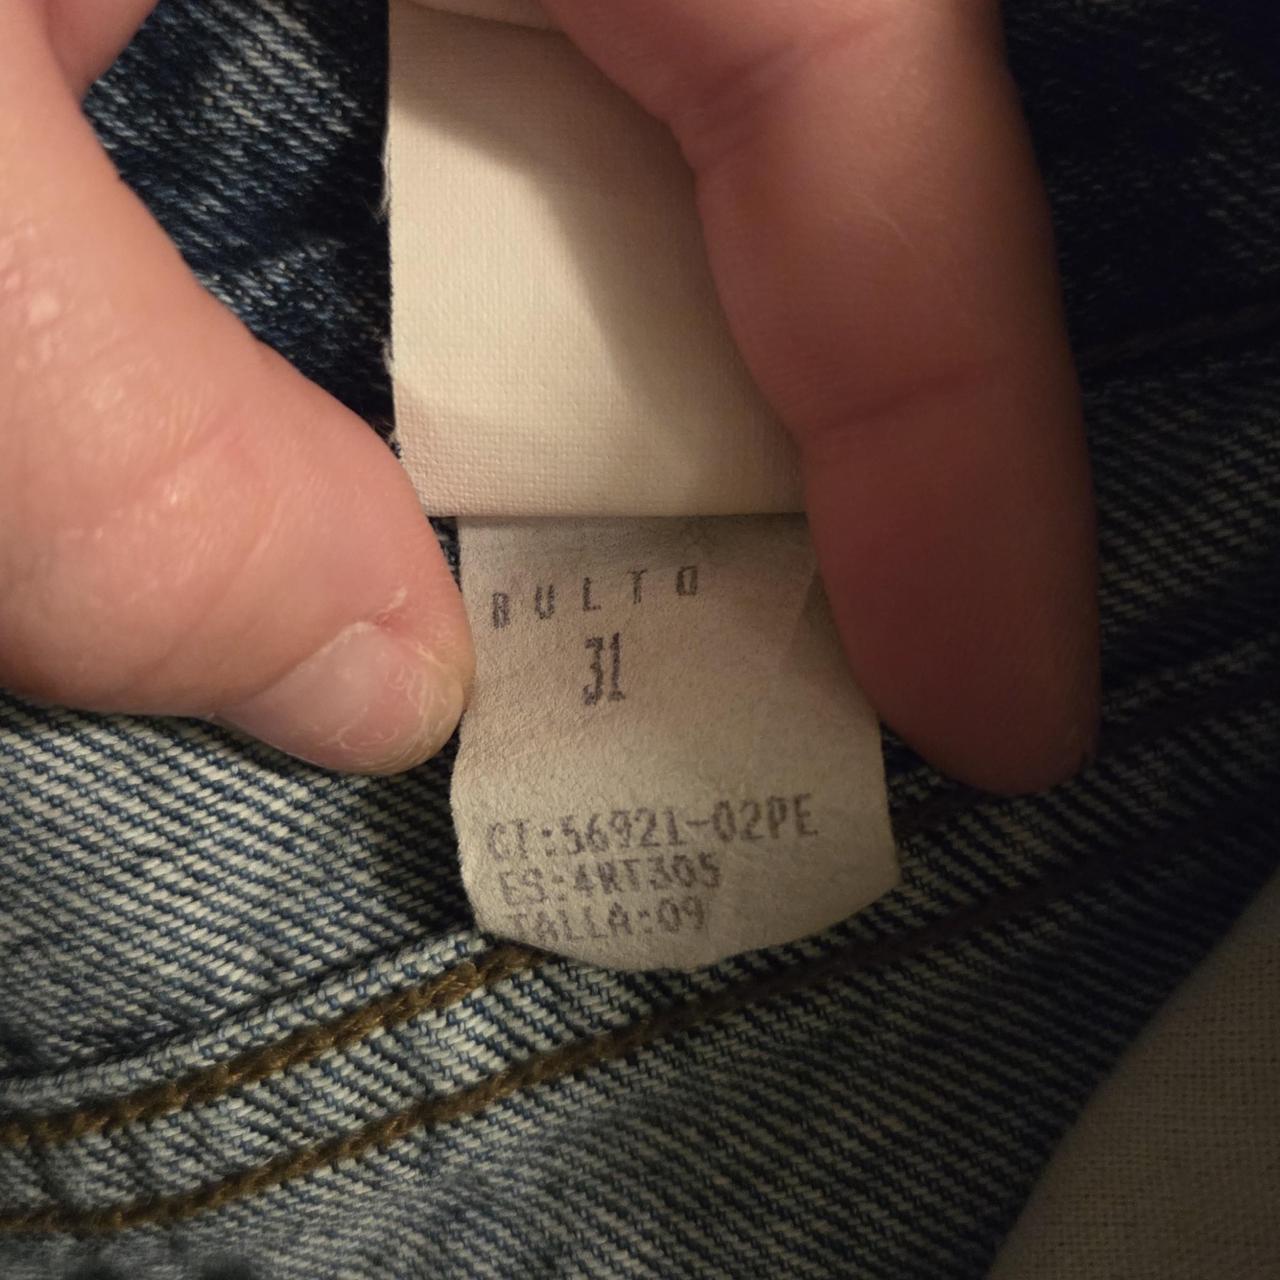 BULTO
31
CT:56921-02PE
ES:4RT305
TALLA:09